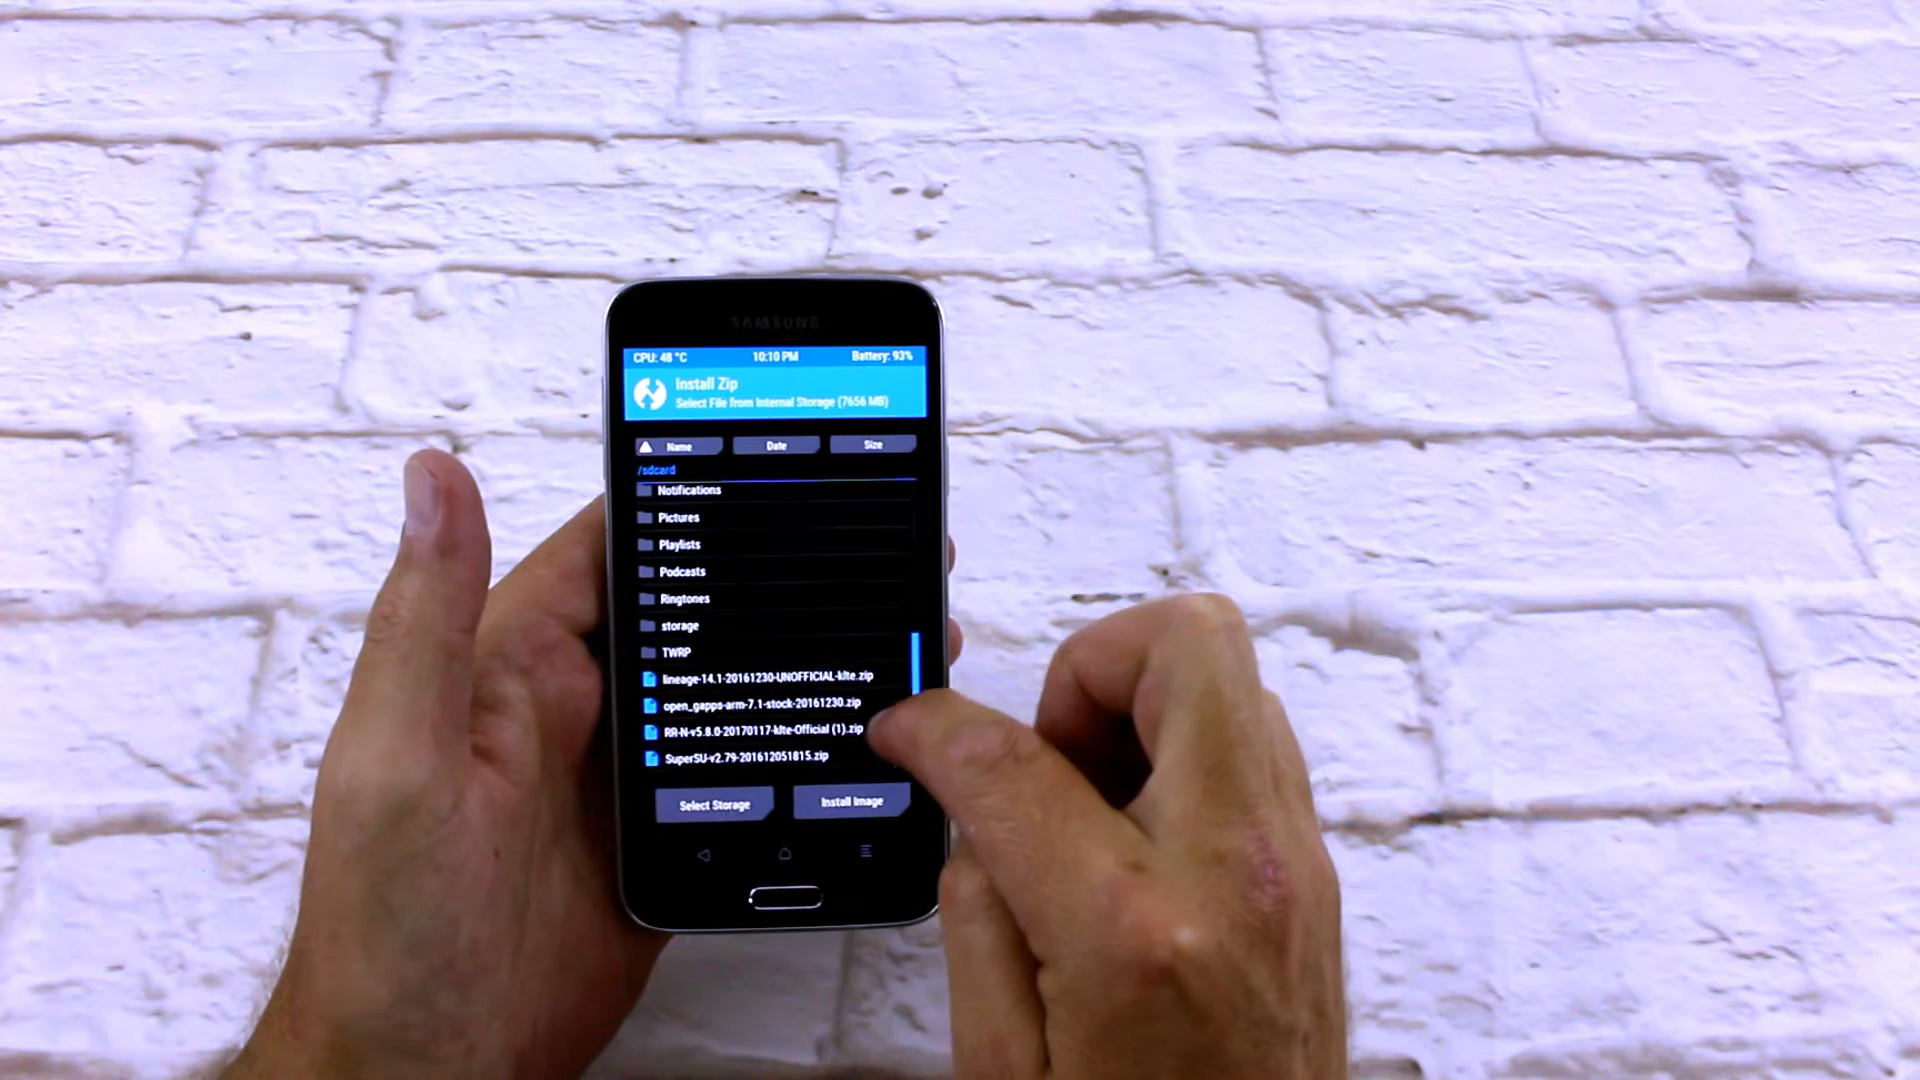 SAMSUNG
CPU: 48 °C 10:10 PM Battery: 93%
Install Zip
Select File from Internal Storage (7656 MB)
Name Date Size
/sdcard
Notifications
Pictures
Playlists
Podcasts
Ringtones
storage
TWRP
lineage-14.1-20161230-UNOFFICIAL-klte.zip
open_gapps-arm-7.1-stock-20161230.zip
RR-N-v5.8.0-20170117-klte-Official (1).zip
SuperSU-v2.79-201612051815.zip
Select Storage Install Image